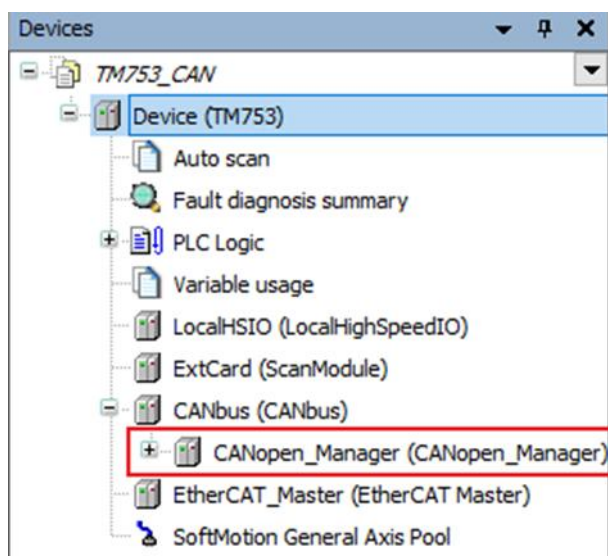 Devices
TM753_CAN
Device (TM753)
Auto scan
Fault diagnosis summary
PLC Logic
Variable usage
LocalHSIO (LocalHighSpeedIO)
ExtCard (ScanModule)
CANbus (CANbus)
CANopen_Manager (CANopen_Manager)
EtherCAT_Master (EtherCAT Master)
SoftMotion General Axis Pool